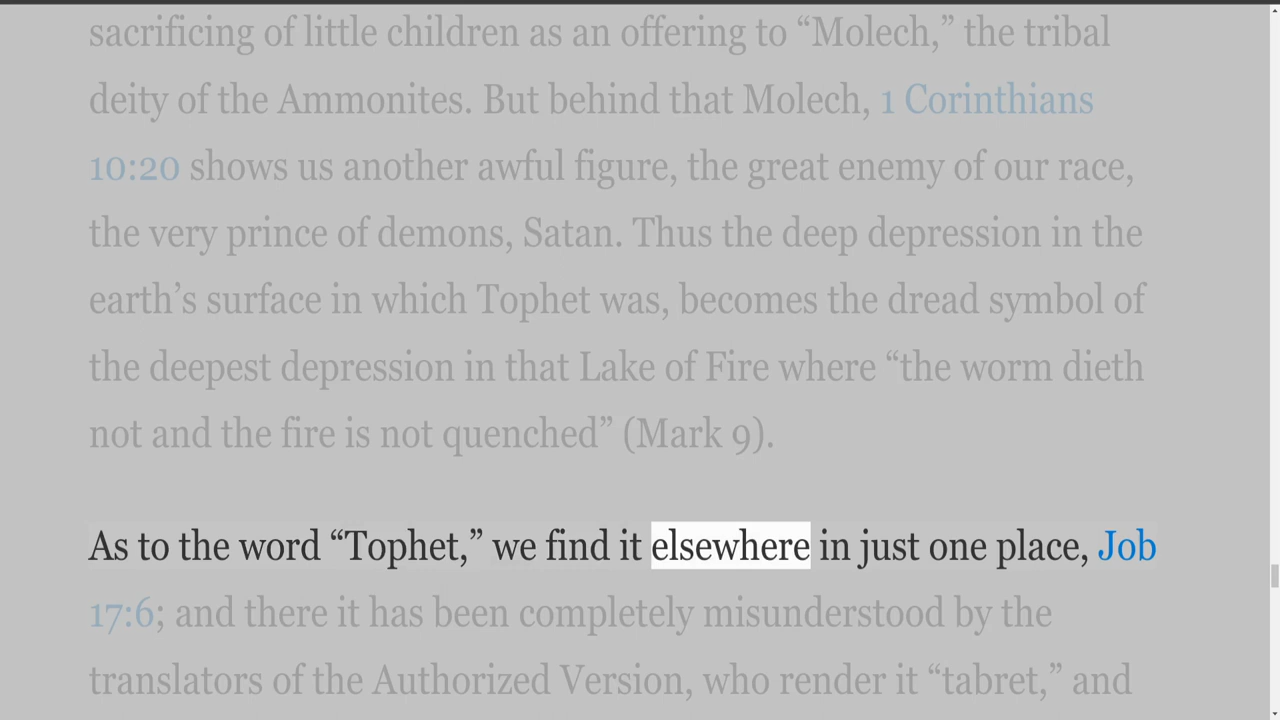 sacrificing of little children as an offering to “Molech,” the tribal
deity of the Ammonites. But behind that Molech, 1 Corinthians
10:20 shows us another awful figure, the great enemy of our race,
the very prince of demons, Satan. Thus the deep depression in the
earth’s surface in which Tophet was, becomes the dread symbol of
the deepest depression in that Lake of Fire where “the worm dieth
not and the fire is not quenched” (Mark 9).
As to the word “Tophet,” we find it elsewhere in just one place, Job
17:6; and there it has been completely misunderstood by the
translators of the Authorized Version, who render it “tabret,” and